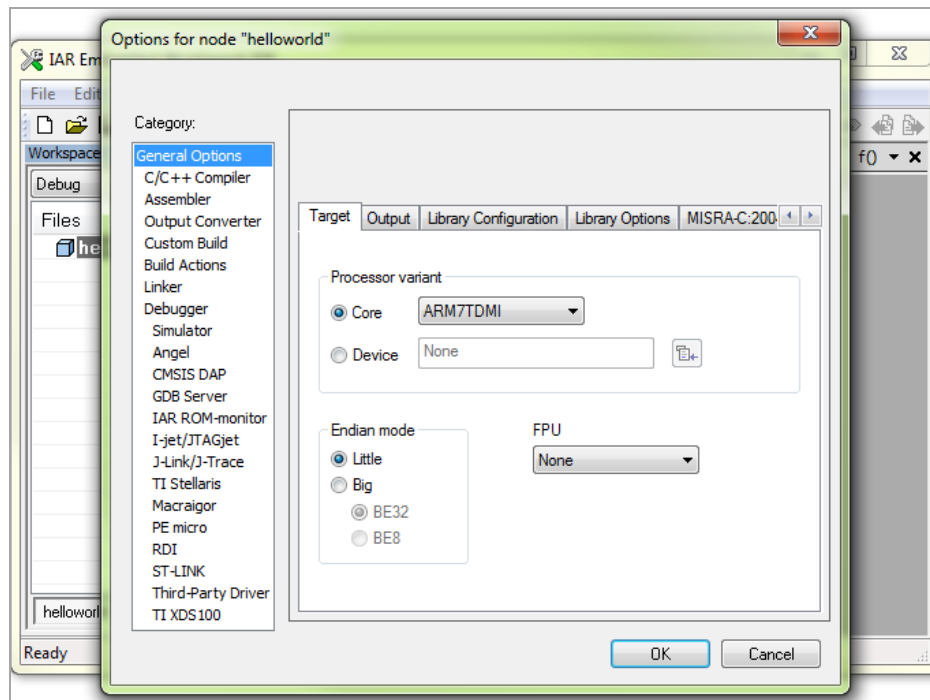 Options for node "helloworld"
IAR Em
File Edit
Workspace
Debug
Files
he
f()
Category:
General Options
C/C++ Compiler
Assembler
Output Converter
Custom Build
Build Actions
Linker
Debugger
Simulator
Angel
CMSIS DAP
GDB Server
IAR ROM-monitor
I-jet/JTAGjet
J-Link/J-Trace
TI Stellaris
Macraigor
PE micro
RDI
ST-LINK
Third-Party Driver
TI XDS100
Target Output Library Configuration Library Options MISRA-C:200
Processor variant
Core ARM7TDMI
Device None
Endian mode FPU
Little None
Big
BE32
BE8
helloworl
Ready
OK Cancel